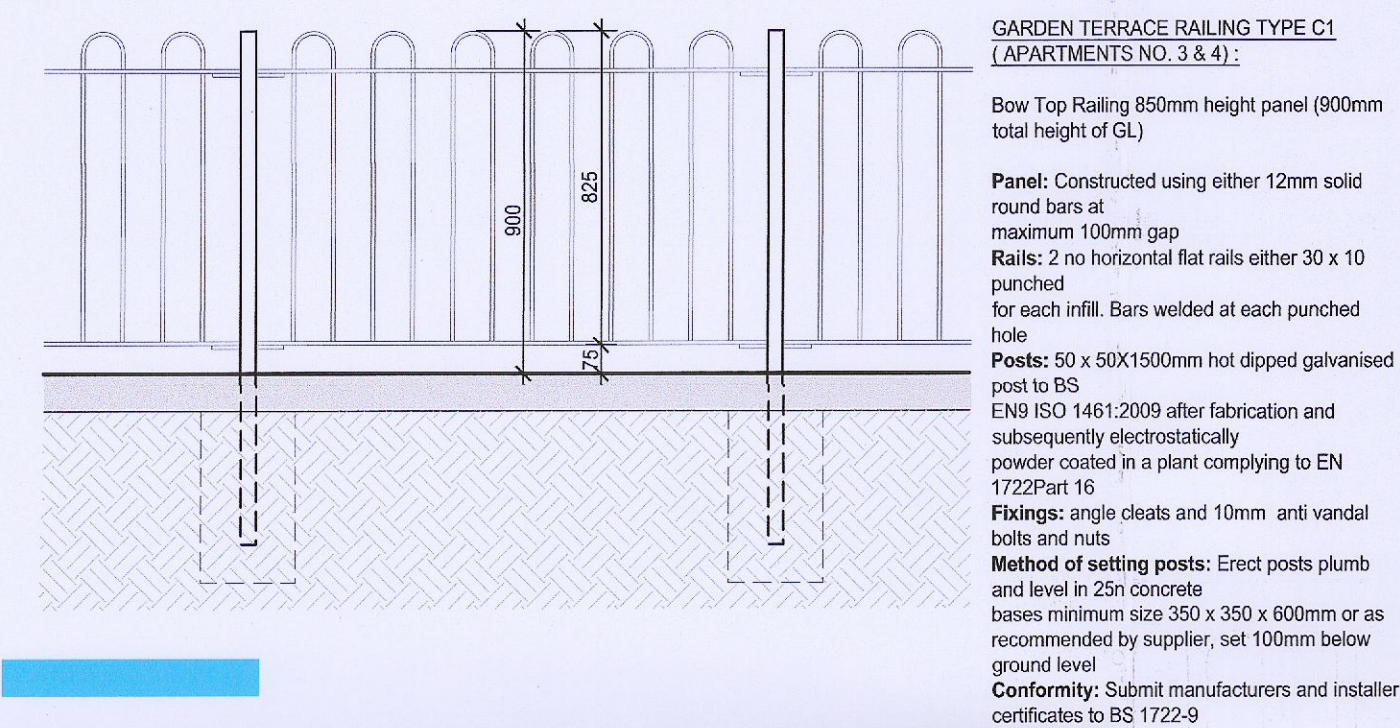 GARDEN TERRACE RAILING TYPE C1
( APARTMENTS NO. 3 & 4) :
Bow Top Railing 850mm height panel (900mm
total height of GL)
Panel: Constructed using either 12mm solid
round bars at
maximum 100mm gap
Rails: 2 no horizontal flat rails either 30 x 10
punched
for each infill. Bars welded at each punched
hole
Posts: 50 x 50X1500mm hot dipped galvanised
post to BS
EN9 ISO 1461:2009 after fabrication and
subsequently electrostatically
powder coated in a plant complying to EN
1722Part 16
Fixings: angle cleats and 10mm anti vandal
bolts and nuts
Method of setting posts: Erect posts plumb
and level in 25n concrete
bases minimum size 350 x 350 x 600mm or as
recommended by supplier, set 100mm below
ground level
Conformity: Submit manufacturers and installer
certificates to BS 1722-9
900
825
75